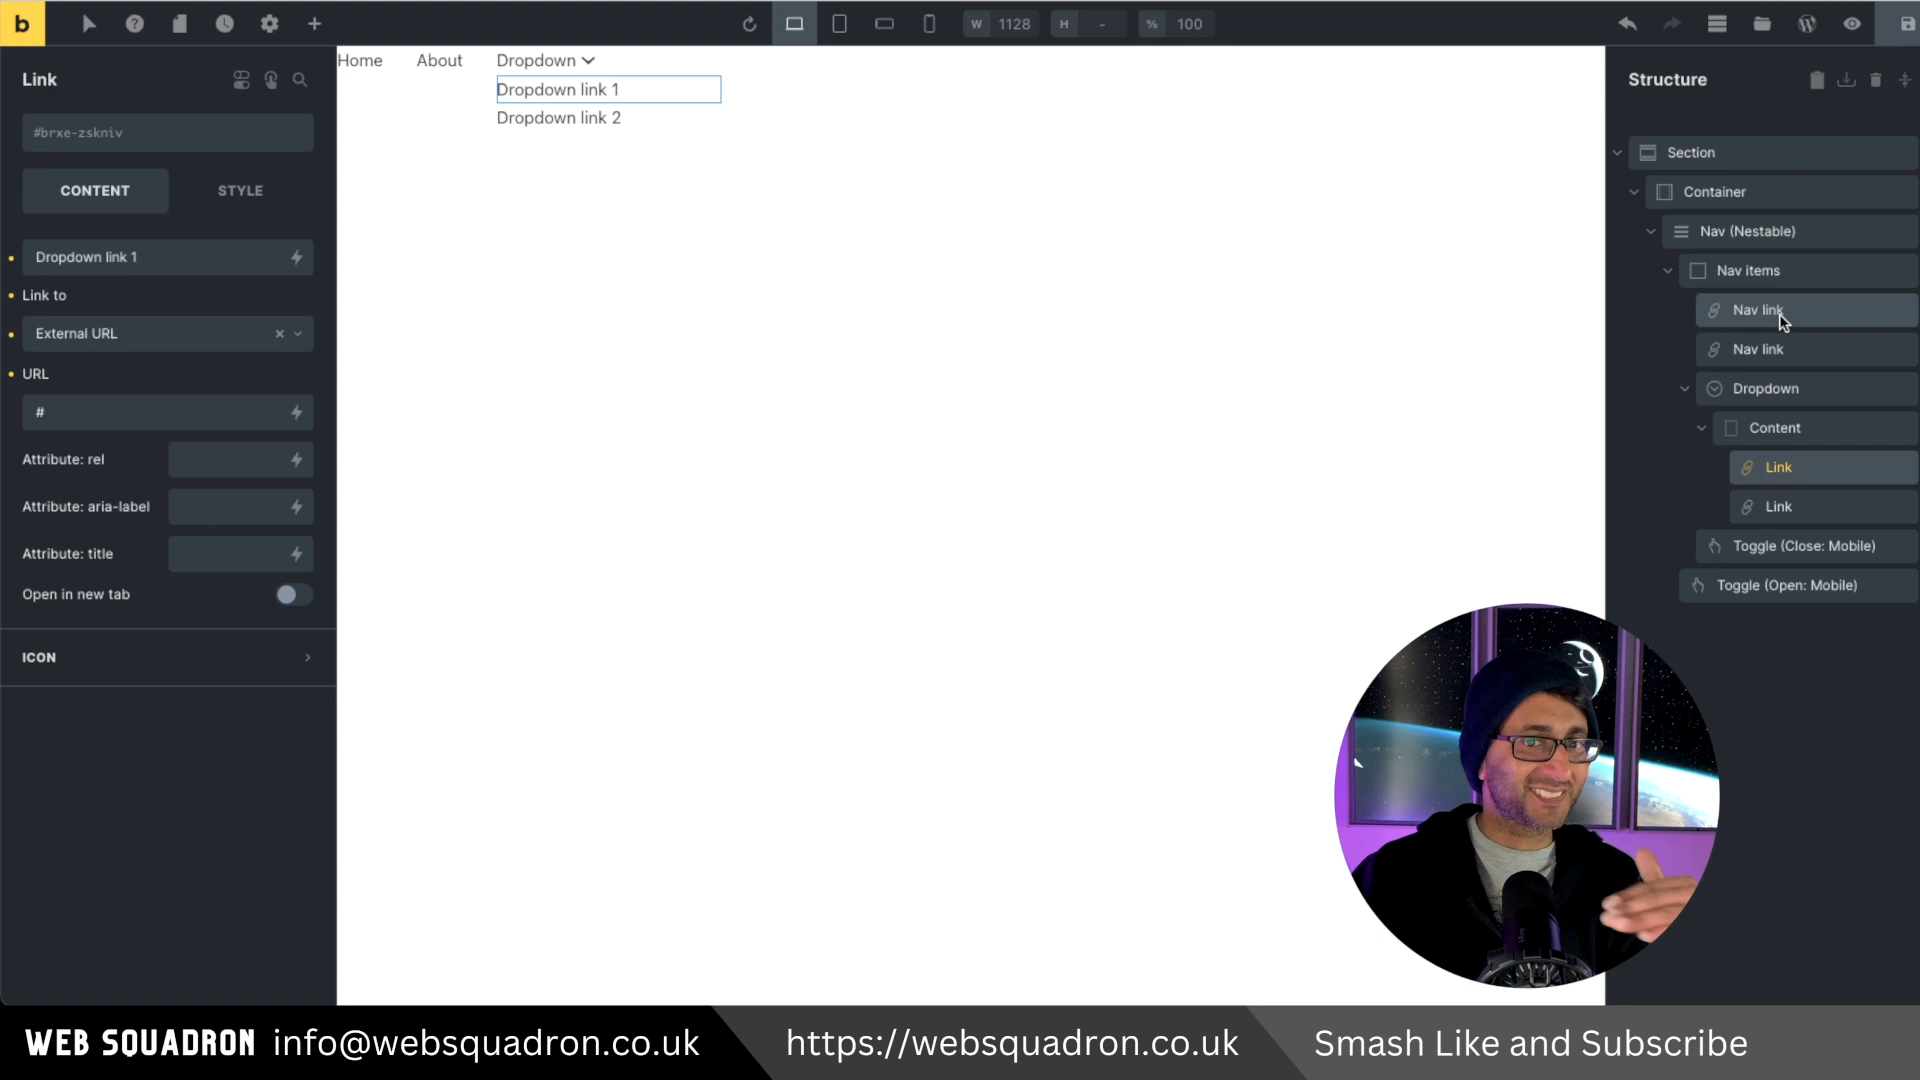 b
W 1128
H -
% 100
Link
#brxe-zskniv
CONTENT
STYLE
Dropdown link 1
Link to
External URL
URL
#
Attribute: rel
Attribute: aria-label
Attribute: title
Open in new tab
ICON
Home
About
Dropdown
Dropdown link 1
Dropdown link 2
Structure
Section
Container
Nav (Nestable)
Nav items
Nav link
Nav link
Dropdown
Content
Link
Link
Toggle (Close: Mobile)
Toggle (Open: Mobile)
WEB SQUADRON info@websquadron.co.uk
https://websquadron.co.uk
Smash Like and Subscribe